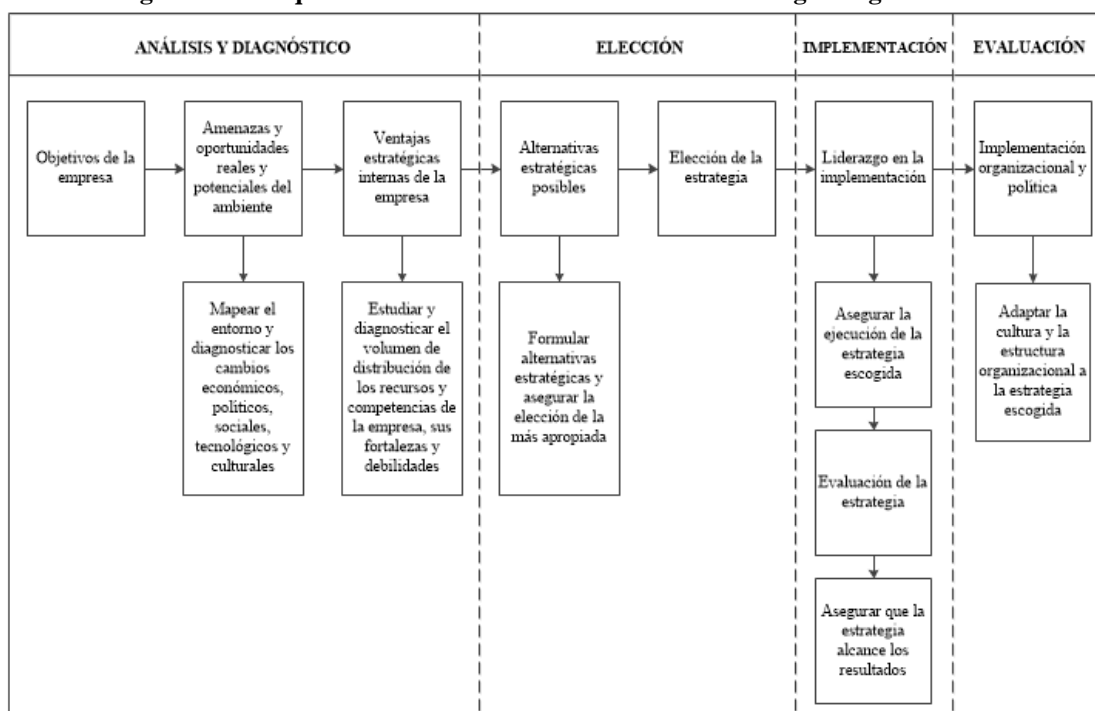 ANÁLISIS Y DIAGNÓSTICO
ELECCIÓN
IMPLEMENTACIÓN
EVALUACIÓN
Objetivos de la
empresa
Amenazas y
oportunidades
reales y
potenciales del
ambiente
Ventajas
estratégicas
internas de la
empresa
Alternativas
estratégicas
posibles
Elección de la
estrategia
Liderazgo en la
implementación
Implementación
organizacional y
política
Mapear el
entorno y
diagnosticar los
cambios
económicos,
políticos,
sociales,
tecnológicos y
culturales
Estudiar y
diagnosticar el
volumen de
distribución de
los recursos y
competencias de
la empresa, sus
fortalezas y
debilidades
Formular
alternativas
estratégicas y
asegurar la
elección de la
más apropiada
Asegurar la
ejecución de la
estrategia
escogida
Adaptar la
cultura y la
estructura
organizacional a
la estrategia
escogida
Evaluación de la
estrategia
Asegurar que la
estrategia
alcance los
resultados